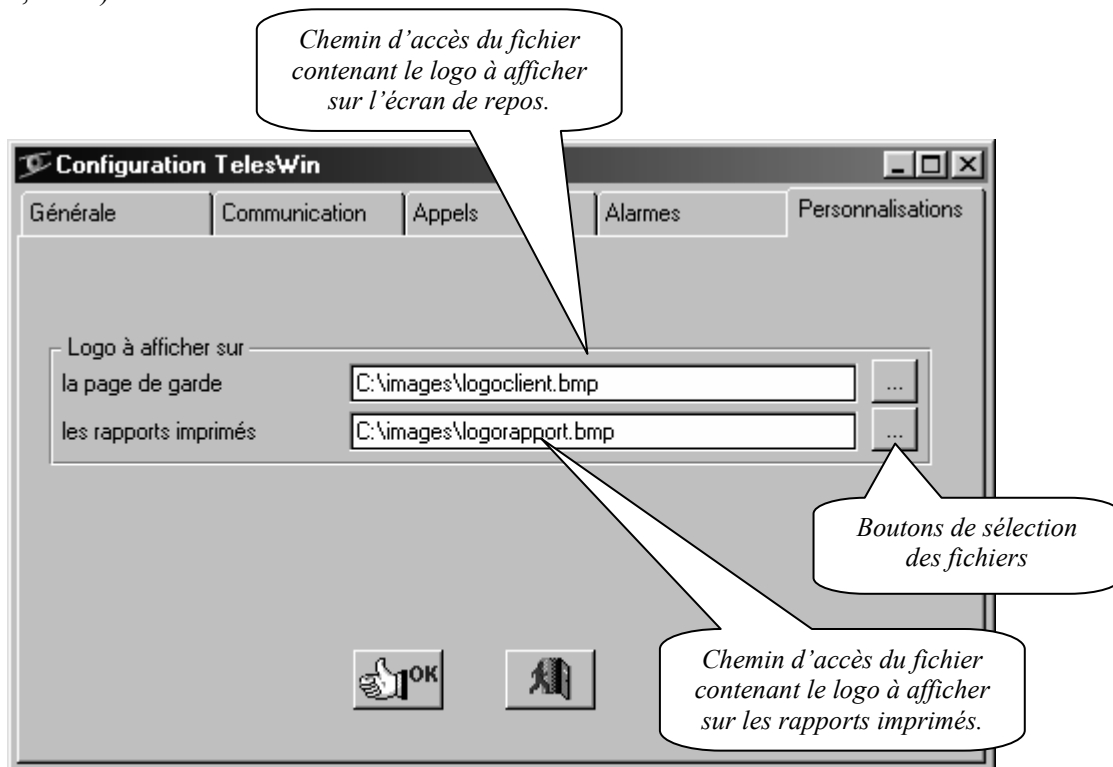 Chemin d’accès du fichier
contenant le logo à afficher
sur l’écran de repos.
Configuration TelesWin
Générale
Communication
Appels
Alarmes
Personnalisations
Logo à afficher sur
la page de garde
C:\images\logoclient.bmp
...
les rapports imprimés
C:\images\logorapport.bmp
...
Boutons de sélection
des fichiers
OK
Chemin d’accès du fichier
contenant le logo à afficher
sur les rapports imprimés.